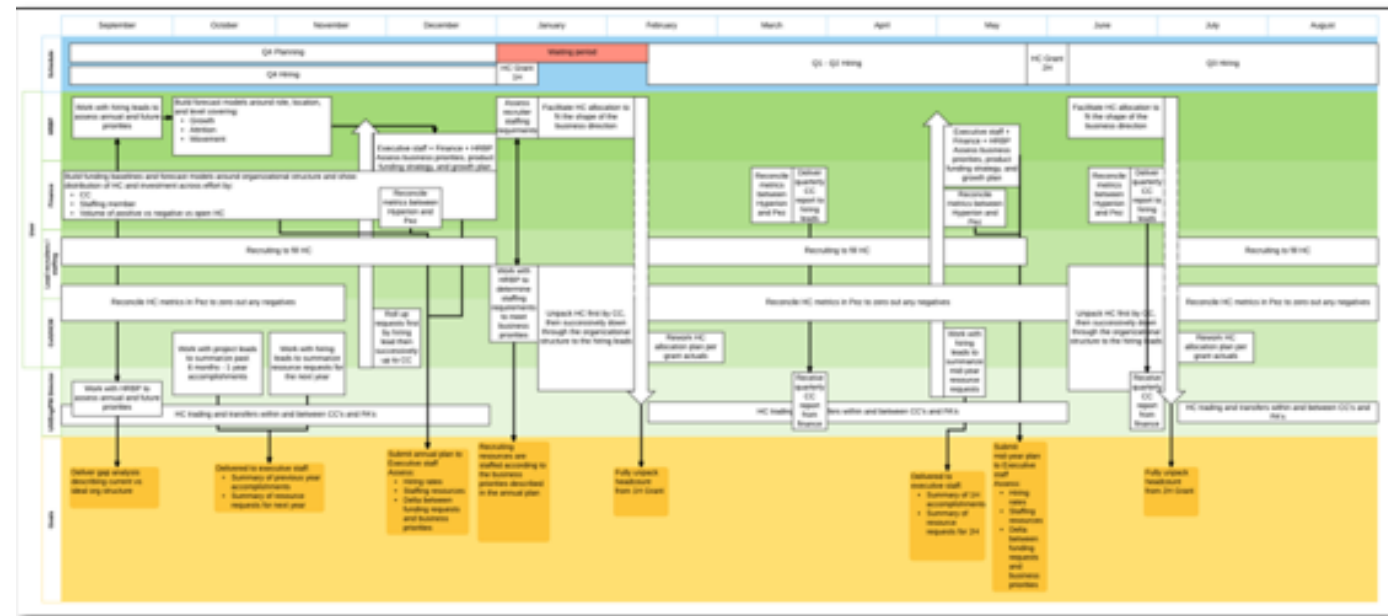 September October November December January February March April May June July August
Schedule
Q4 Planning
Waiting period
Q4 Hiring
HC Grant
1H
Q1 - Q2 Hiring
HC Grant
2H
Q3 Hiring
User
HRBP
Work with hiring leads to
assess annual and future
priorities
Build forecast models around role, location,
and level covering:
• Growth
• Attrition
• Movement
Executive staff + Finance + HRBP
Assess business priorities, product
funding strategy, and growth plan
Assess
recruiter
staffing
requirements
Facilitate HC allocation to
fit the shape of the
business direction
Executive staff +
Finance + HRBP
Assess business
priorities, product
funding strategy, and
growth plan
Facilitate HC allocation to
fit the shape of the
business direction
Finance
Build funding baselines and forecast models around organizational structure and show
distribution of HC and investment across effort by:
• CC
• Staffing member
• Volume of positive vs negative vs open HC
Reconcile
metrics between
Hyperion and
Pez
Reconcile
metrics
between
Hyperion
and Pez
Deliver
quarterly
CC
report to
hiring
leads
Reconcile
metrics between
Hyperion and
Pez
Reconcile
metrics
between
Hyperion
and Pez
Deliver
quarterly
CC
report to
hiring
leads
Lead recruiters /
staffing
Recruiting to fill HC
Recruiting to fill HC
Recruiting to fill HC
Work with
HRBP to
determine
staffing
requirements
to meet
business
priorities
Reconcile HC metrics in Pez to zero out any negatives
Reconcile HC metrics in Pez to zero out any negatives
Reconcile HC metrics in Pez to zero out any negatives
Work with project leads
to summarize past
6 months - 1 year
accomplishments
Work with hiring
leads to summarize
resource requests for
the next year
Roll up
requests first
by hiring
lead then
successively
up to CC
Unpack HC first by CC,
then successively down
through the organizational
structure to the hiring leads
Rework HC
allocation plan per
grant actuals
Work with
hiring
leads to
summarize
mid-year
resource
requests
Unpack HC first by CC,
then successively down
through the organizational
structure to the hiring leads
Rework HC
allocation plan per
grant actuals
Work with HRBP to
assess annual and future
priorities
HC trading and transfers within and between CC's and PA's
HC trading and transfers within and between CC's and PA's
Receive
quarterly
CC
report
from
finance
Receive
quarterly
CC
report
from
finance
HC trading and transfers within and between CC's and
PA's
Goals
Deliver gap analysis
describing current vs
ideal org structure
Delivered to executive staff:
• Summary of previous year
accomplishments
• Summary of resource
requests for next year
Submit annual plan to
Executive staff
Assess:
• Hiring rates
• Staffing resources
• Delta between
funding requests
and business
priorities
Recruiting
resources are
staffed according to
the business
priorities described
in the annual plan
Fully unpack
headcount
from 1H Grant
Delivered to
executive staff:
• Summary of 1H
accomplishments
• Summary of
resource
requests for 2H
Submit
mid-year plan
to Executive
staff
Assess:
• Hiring
rates
• Staffing
resources
• Delta
between
funding
requests
and
business
priorities
Fully unpack
headcount
from 2H Grant